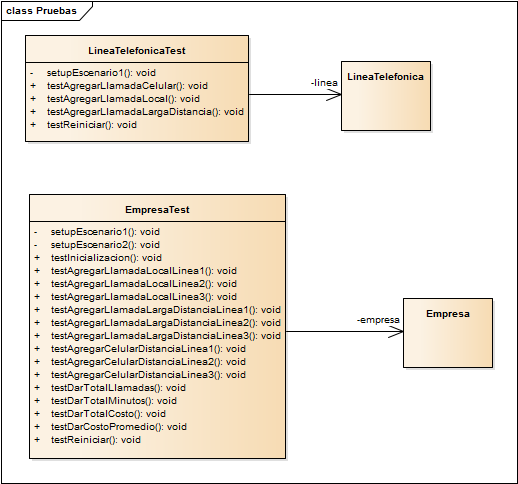 class Pruebas
LineaTelefonicaTest
- setupEscenario1(): void
+ testAgregarLlamadaCelular(): void
+ testAgregarLlamadaLocal(): void
+ testAgregarLlamadaLargaDistancia(): void
+ testReiniciar(): void
-linea
LineaTelefonica
EmpresaTest
- setupEscenario1(): void
- setupEscenario2(): void
+ testInicializacion(): void
+ testAgregarLlamadaLocalLinea1(): void
+ testAgregarLlamadaLocalLinea2(): void
+ testAgregarLlamadaLocalLinea3(): void
+ testAgregarLlamadaLargaDistanciaLinea1(): void
+ testAgregarLlamadaLargaDistanciaLinea2(): void
+ testAgregarLlamadaLargaDistanciaLinea3(): void
+ testAgregarCelularDistanciaLinea1(): void
+ testAgregarCelularDistanciaLinea2(): void
+ testAgregarCelularDistanciaLinea3(): void
+ testDarTotalLlamadas(): void
+ testDarTotalMinutos(): void
+ testDarTotalCosto(): void
+ testDarCostoPromedio(): void
+ testReiniciar(): void
-empresa
Empresa